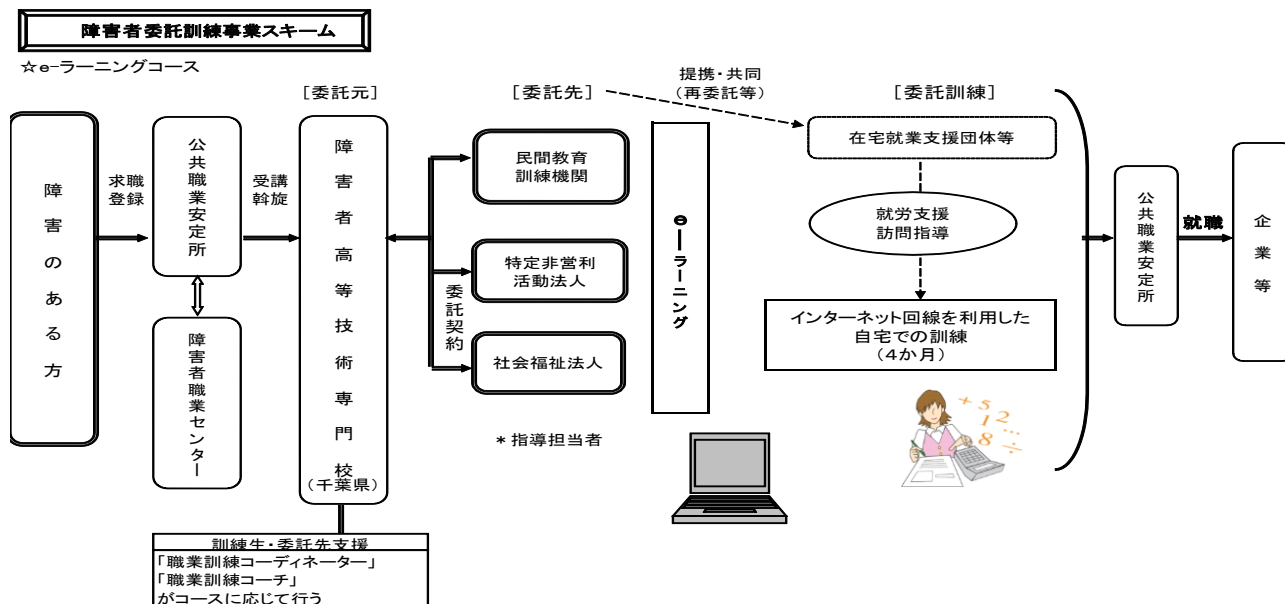 障害者委託訓練事業スキーム
☆e-ラーニングコース
障害のある方
求職
登録
公共職業安定所
障害者職業センター
受講
斡旋
[委託元]
障害者高等技術専門校
(千葉県)
訓練生・委託先支援
「職業訓練コーディネーター」
「職業訓練コーチ」
がコースに応じて行う
[委託先]
民間教育
訓練機関
特定非営利
活動法人
委託契約
社会福祉法人
*指導担当者
eーラーニング
提携・共同
(再委託等)
[委託訓練]
在宅就業支援団体等
就労支援
訪問指導
インターネット回線を利用した
自宅での訓練
(4か月)
+ 5 2
1 ...
8 ÷
公共職業安定所
就職
企業等